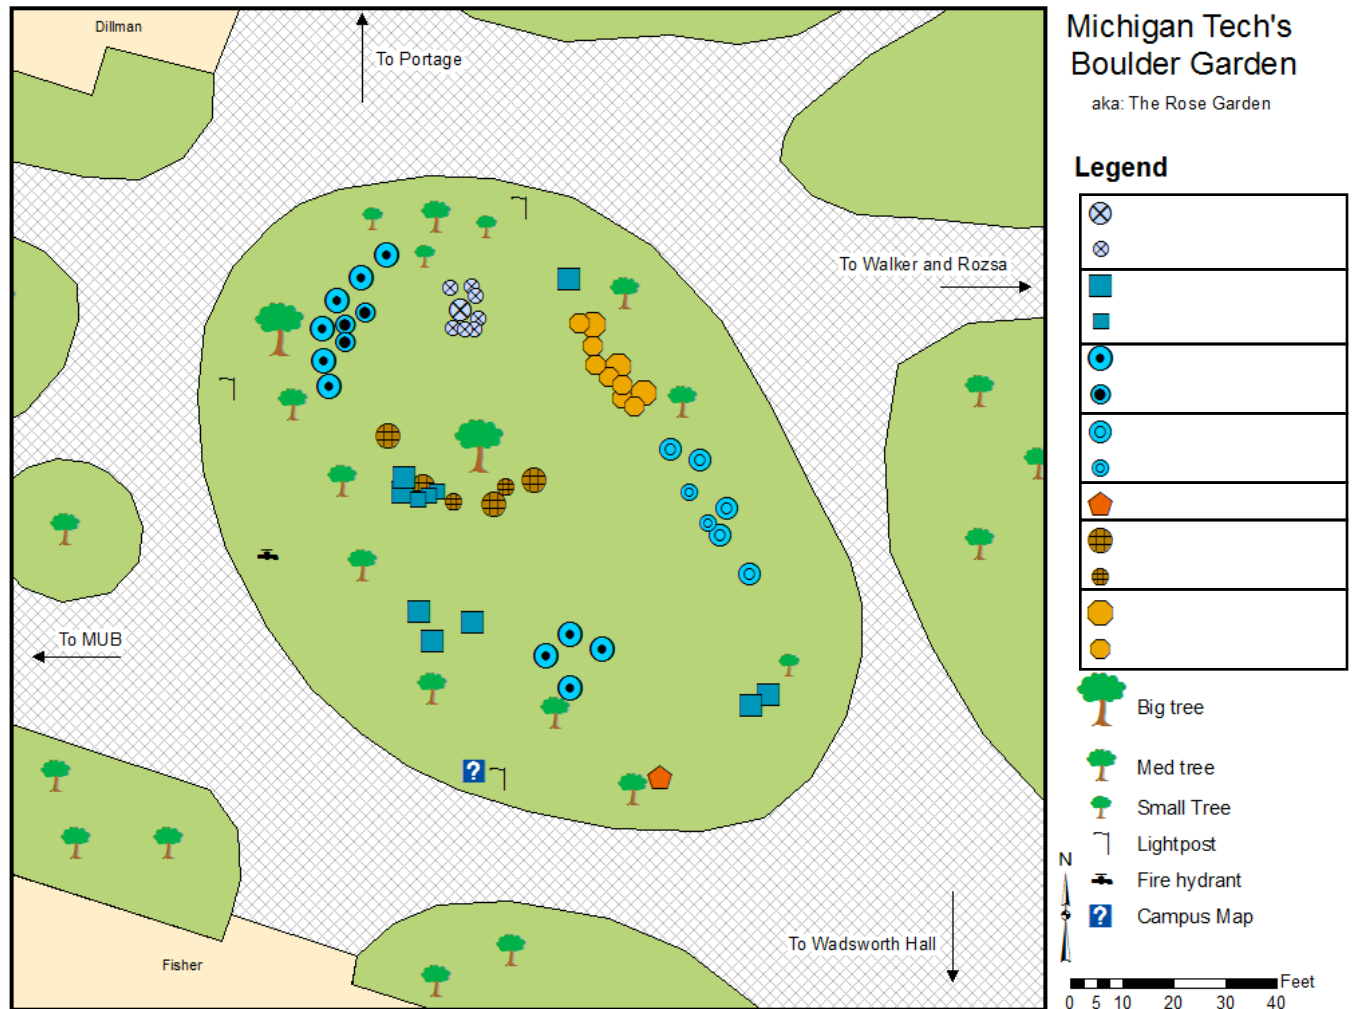 Michigan Tech's
Boulder Garden
aka: The Rose Garden
Dillman
To Portage
To Walker and Rozsa
To MUB
To Wadsworth Hall
Fisher
?
Legend
Big tree
Med tree
Small Tree
Lightpost
Fire hydrant
? Campus Map
N
Feet
0 5 10 20 30 40